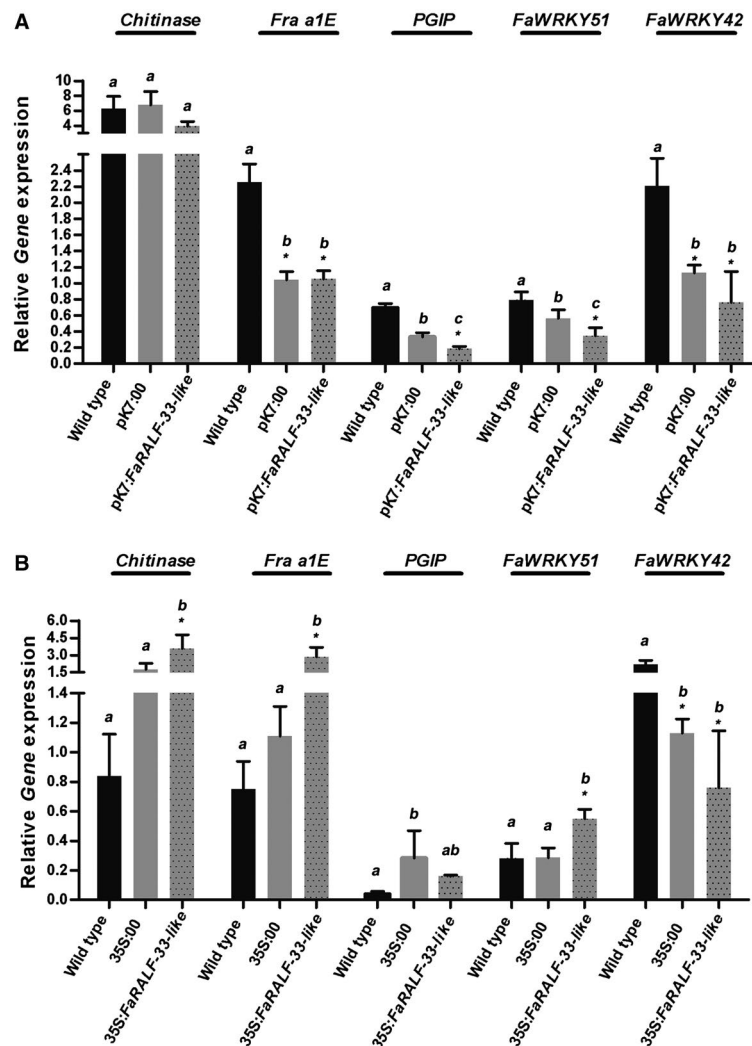 A
Chitinase Fra a1E PGIP FaWRKY51 FaWRKY42
Relative Gene expression
10
8
6
4
2.4
2.0
1.6
1.2
1.0
0.8
0.6
0.4
0.2
0.0
a a a
a b b
*
*
a b c
*
a b c
*
a b b
*
*
Wild type pK7:00 pK7:FaRALF-33-like
Wild type pK7:00 pK7:FaRALF-33-like
Wild type pK7:00 pK7:FaRALF-33-like
Wild type pK7:00 pK7:FaRALF-33-like
Wild type pK7:00 pK7:FaRALF-33-like
B
Chitinase Fra a1E PGIP FaWRKY51 FaWRKY42
Relative Gene expression
6.0
4.5
3.0
1.5
1.4
1.2
1.0
0.8
0.6
0.4
0.2
0.0
a a b
*
a a b
*
a b ab
a a b
*
a b b
*
*
Wild type 35S:00 35S:FaRALF-33-like
Wild type 35S:00 35S:FaRALF-33-like
Wild type 35S:00 35S:FaRALF-33-like
Wild type 35S:00 35S:FaRALF-33-like
Wild type 35S:00 35S:FaRALF-33-like